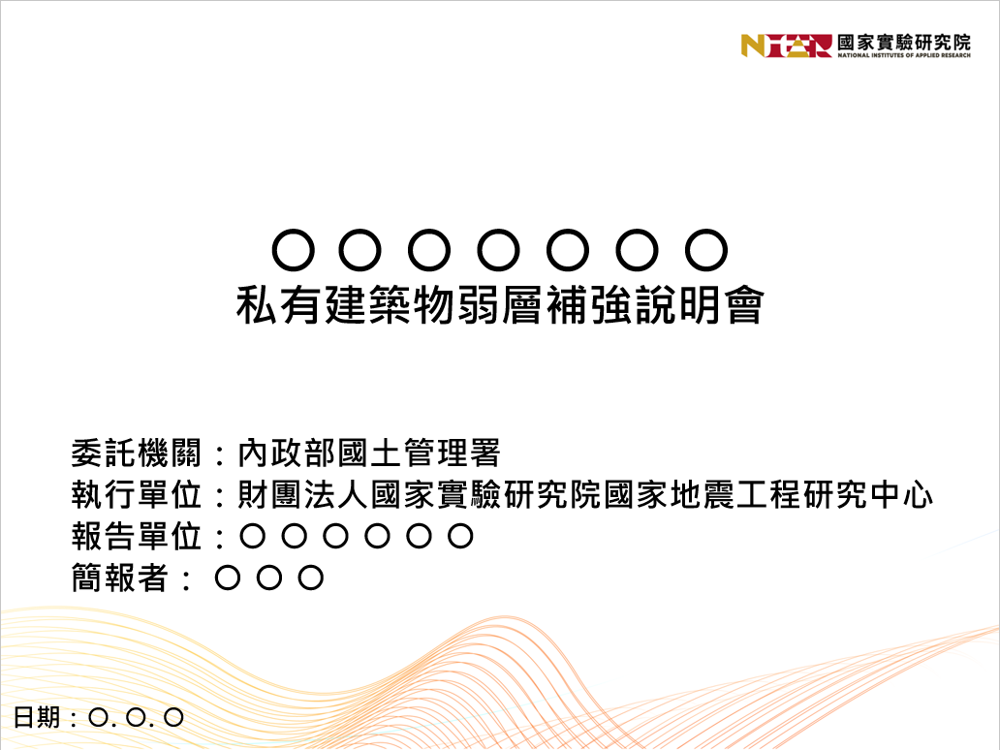 NIAR 國家實驗研究院
NATIONAL INSTITUTES OF APPLIED RESEARCH
〇〇〇〇〇〇〇
私有建築物弱層補強說明會
委託機關：內政部國土管理署
執行單位：財團法人國家實驗研究院國家地震工程研究中心
報告單位：〇〇〇〇〇〇
簡報者：〇〇〇
日期：〇.〇.〇